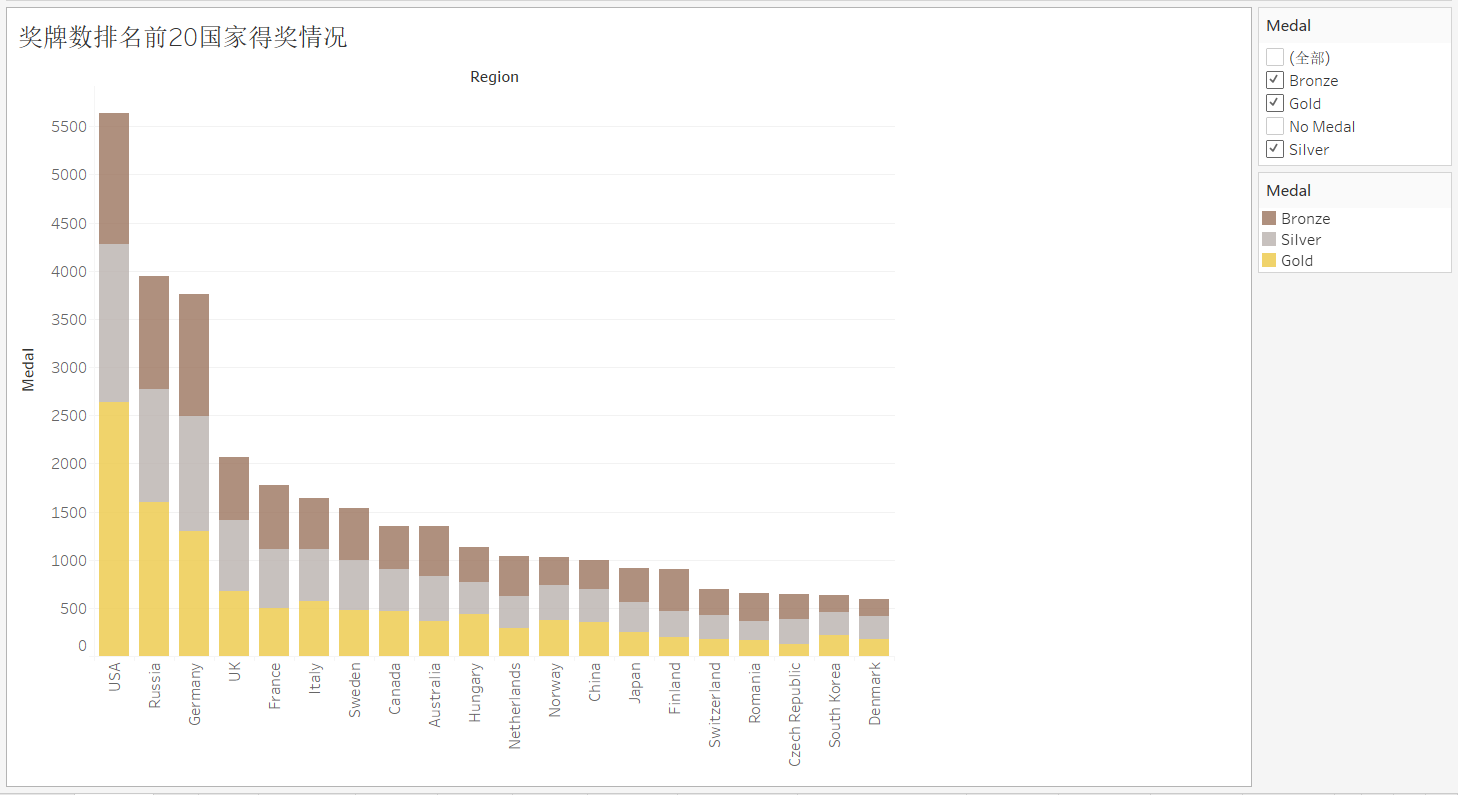 奖牌数排名前20国家得奖情况
Region
Medal
5500
5000
4500
4000
3500
3000
2500
2000
1500
1000
500
0
USA
Russia
Germany
UK
France
Italy
Sweden
Canada
Australia
Hungary
Netherlands
Norway
China
Japan
Finland
Switzerland
Romania
Czech Republic
South Korea
Denmark
Medal
(全部)
Bronze
Gold
No Medal
Silver
Medal
Bronze
Silver
Gold